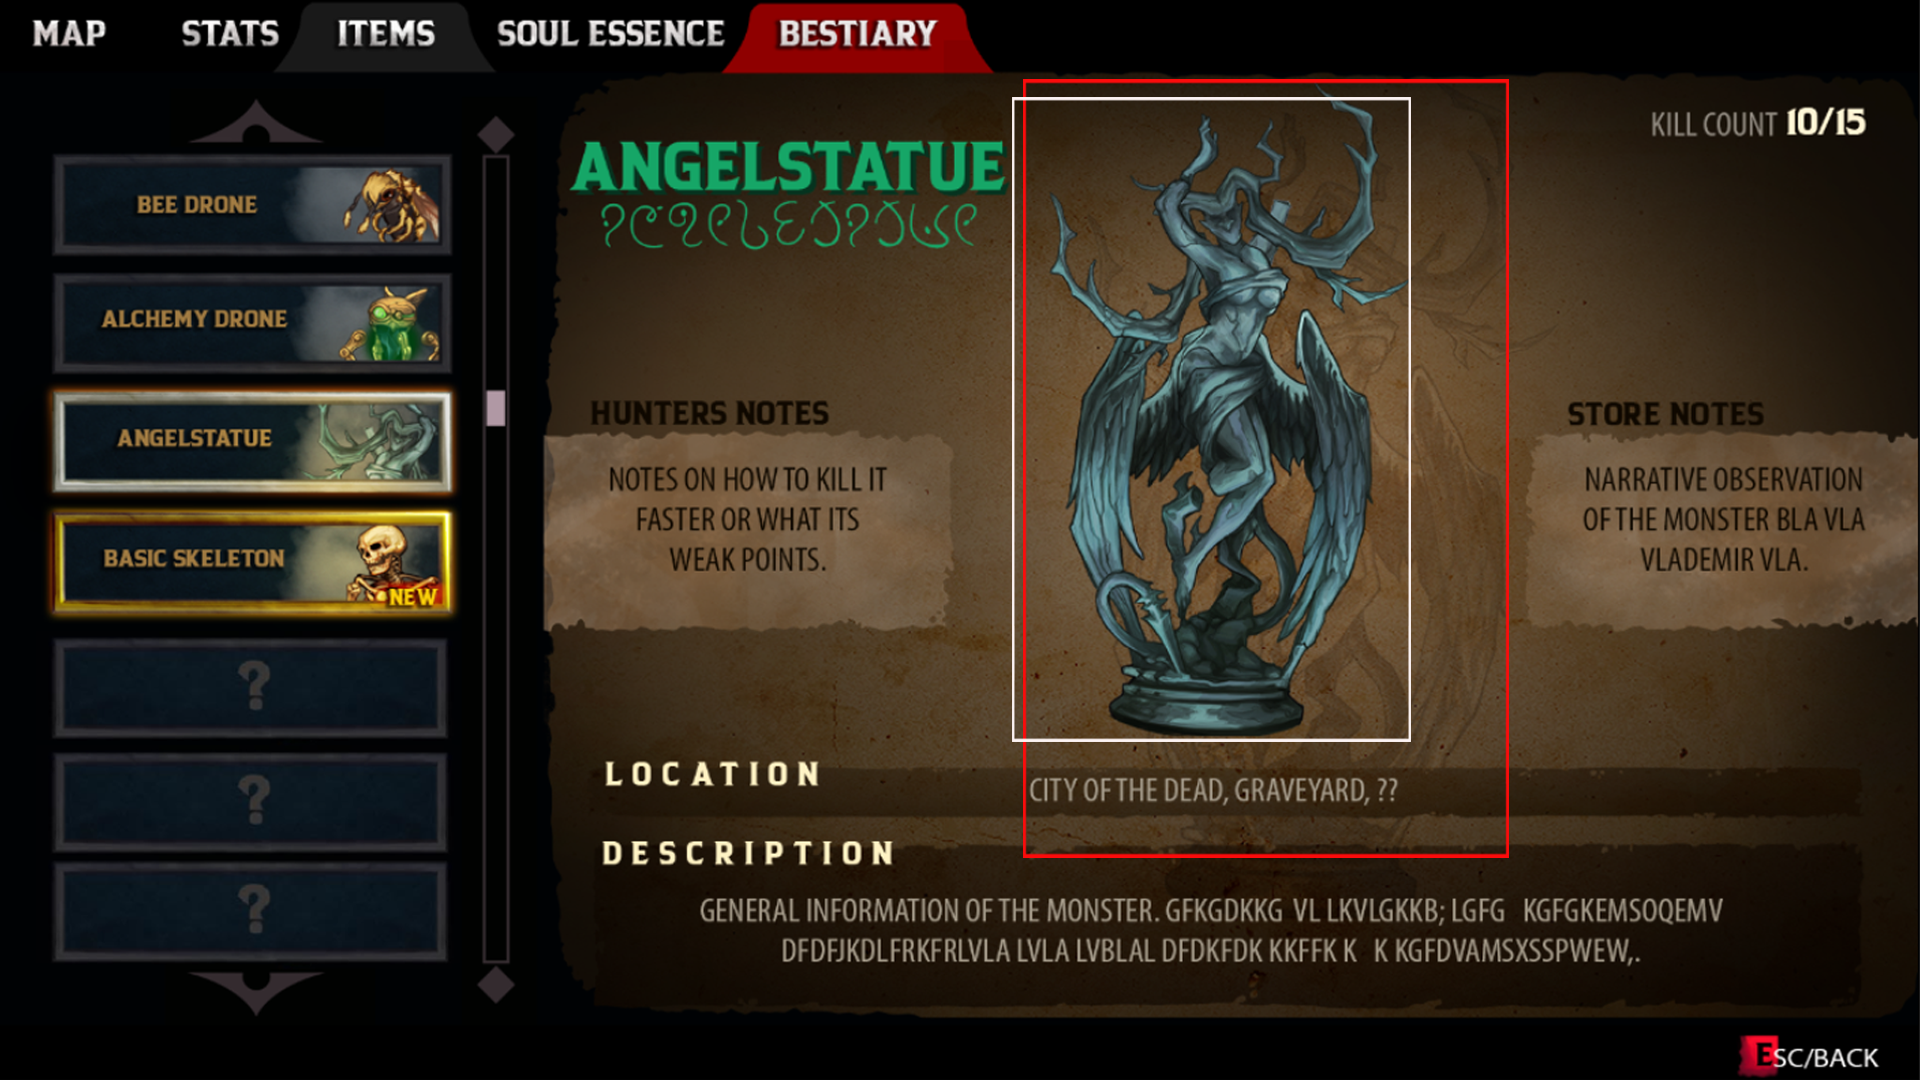 MAP
STATS
ITEMS
SOUL ESSENCE
BESTIARY
KILL COUNT 10/15
BEE DRONE
ALCHEMY DRONE
ANGELSTATUE
BASIC SKELETON
NEW
?
?
?
ANGELSTATUE
HUNTERS NOTES
NOTES ON HOW TO KILL IT
FASTER OR WHAT ITS
WEAK POINTS.
STORE NOTES
NARRATIVE OBSERVATION
OF THE MONSTER BLA VLA
VLADEMIR VLA.
LOCATION
CITY OF THE DEAD, GRAVEYARD, ??
DESCRIPTION
GENERAL INFORMATION OF THE MONSTER. GFKGDKKG VL LKVLGKKB; LGFG KGFGKEMSOQEMV
DFDFJKDLFRKFRLVLA LVLA LVBLAL DFDKFDK KKFFK K K KGFDVAMSXSSPWEW,.
ESC/BACK